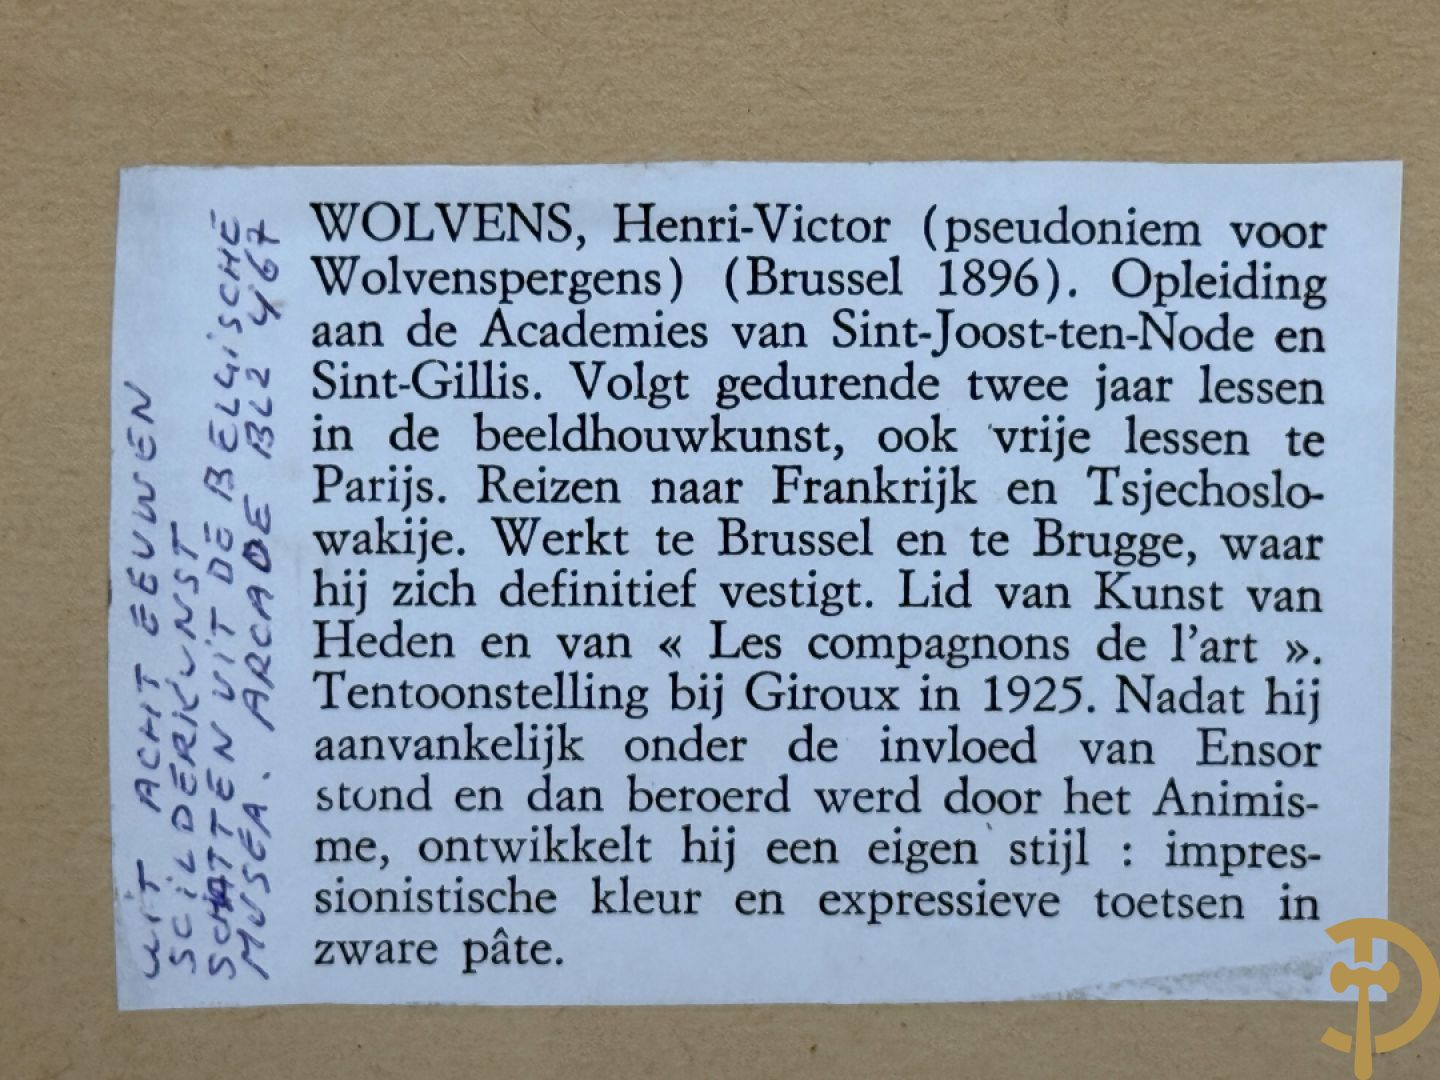 WOLVENS, Henri-Victor (pseudoniem voor
Wolvenspergens) (Brussel 1896). Opleiding
aan de Academies van Sint-Joost-ten-Node en
Sint-Gillis. Volgt gedurende twee jaar lessen
in de beeldhouwkunst, ook vrije lessen te
Parijs. Reizen naar Frankrijk en Tsjechoslo-
wakije. Werkt te Brussel en te Brugge, waar
hij zich definitief vestigt. Lid van Kunst van
Heden en van « Les compagnons de l'art ».
Tentoonstelling bij Giroux in 1925. Nadat hij
aanvankelijk onder de invloed van Ensor
stond en dan beroerd werd door het Animis-
me, ontwikkelt hij een eigen stijl : impres-
sionistische kleur en expressieve toetsen in
zware pâte.
UIT ACHT EEUWEN
SCILDERKUNST
SCHATTEN UIT DE BELGISCHE
MUSEA. ARCADE BLZ 467